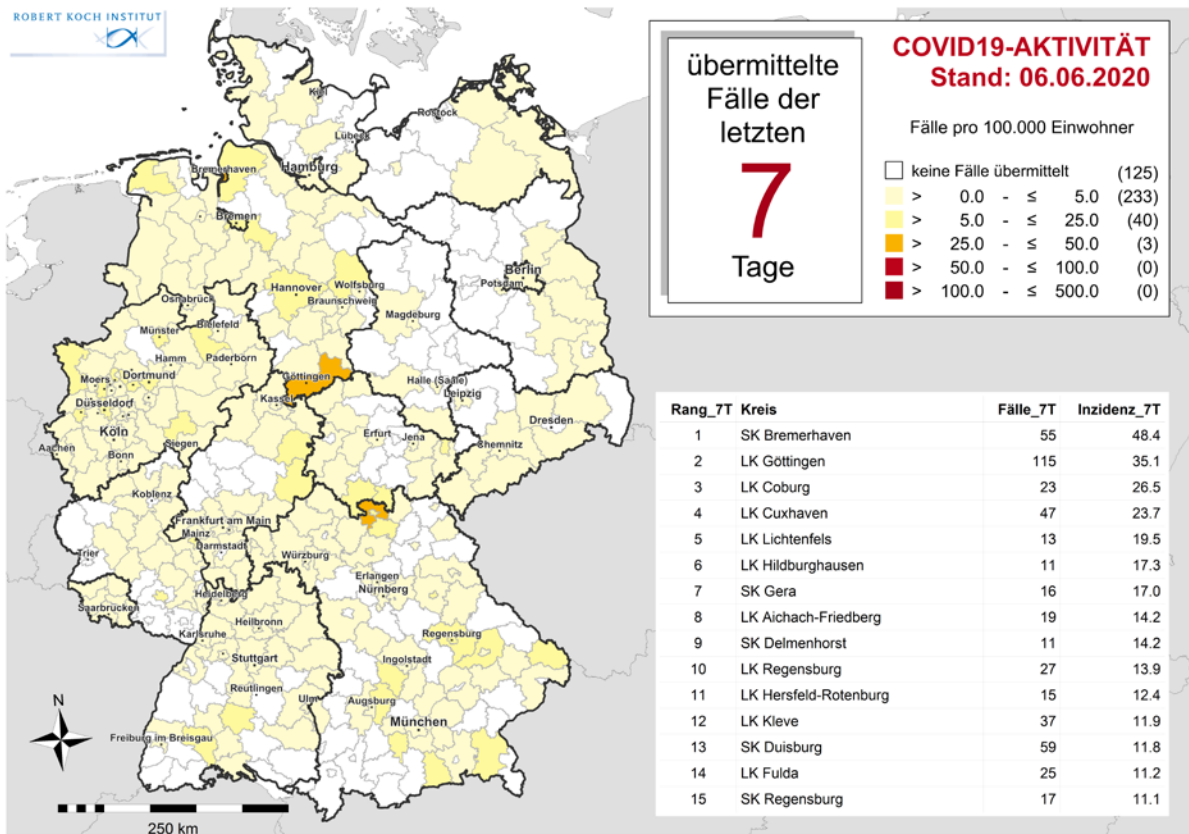 ROBERT KOCH INSTITUT
übermittelte
Fälle der
letzten
7
Tage
COVID19-AKTIVITÄT
Stand: 06.06.2020
Fälle pro 100.000 Einwohner
keine Fälle übermittelt (125)
> 0.0 - ≤ 5.0 (233)
> 5.0 - ≤ 25.0 (40)
> 25.0 - ≤ 50.0 (3)
> 50.0 - ≤ 100.0 (0)
> 100.0 - ≤ 500.0 (0)
Kiel
Rostock
Lübeck
Hamburg
Bremerhaven
Bremen
Berlin
Potsdam
Hannover
Wolfsburg
Braunschweig
Osnabrück
Magdeburg
Bielefeld
Münster
Hamm
Paderborn
Göttingen
Moers
Dortmund
Halle (Saale)
Leipzig
Kassel
Düsseldorf
Dresden
Köln
Erfurt
Jena
Siegen
Chemnitz
Aachen
Bonn
Koblenz
Frankfurt am Main
Mainz
Darmstadt
Würzburg
Trier
Erlangen
Nürnberg
Heidelberg
Saarbrücken
Heilbronn
Karlsruhe
Regensburg
Stuttgart
Ingolstadt
Reutlingen
Ulm
Augsburg
München
Freiburg im Breisgau
N
250 km
Rang_7T Kreis Fälle_7T Inzidenz_7T
1 SK Bremerhaven 55 48.4
2 LK Göttingen 115 35.1
3 LK Coburg 23 26.5
4 LK Cuxhaven 47 23.7
5 LK Lichtenfels 13 19.5
6 LK Hildburghausen 11 17.3
7 SK Gera 16 17.0
8 LK Aichach-Friedberg 19 14.2
9 SK Delmenhorst 11 14.2
10 LK Regensburg 27 13.9
11 LK Hersfeld-Rotenburg 15 12.4
12 LK Kleve 37 11.9
13 SK Duisburg 59 11.8
14 LK Fulda 25 11.2
15 SK Regensburg 17 11.1